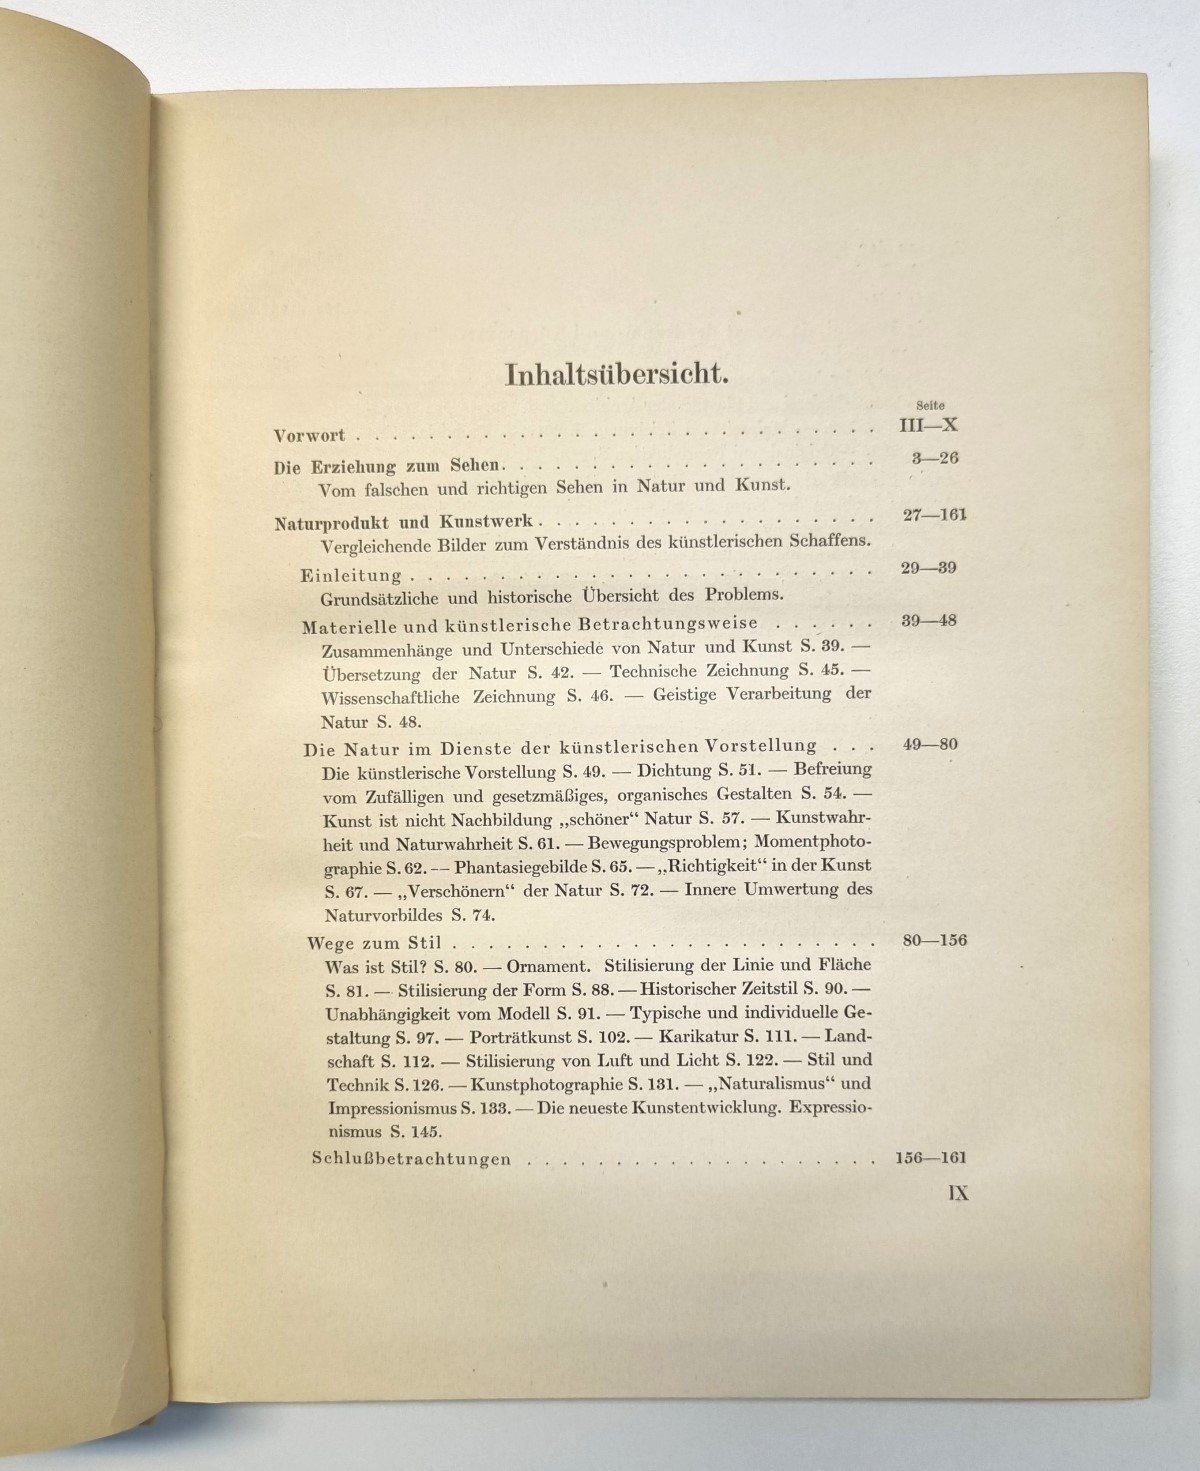 Inhaltsübersicht.
Seite
Vorwort . . . . . . . . . . . . . . . . . . . . . . . . . . . . . III—X
Die Erziehung zum Sehen. . . . . . . . . . . . . . . . . . . . . 3—26
Vom falschen und richtigen Sehen in Natur und Kunst.
Naturprodukt und Kunstwerk . . . . . . . . . . . . . . . . . . . 27—161
Vergleichende Bilder zum Verständnis des künstlerischen Schaffens.
Einleitung . . . . . . . . . . . . . . . . . . . . . . . . . . 29—39
Grundsätzliche und historische Übersicht des Problems.
Materielle und künstlerische Betrachtungsweise . . . . . . 39—48
Zusammenhänge und Unterschiede von Natur und Kunst S. 39. —
Übersetzung der Natur S. 42. — Technische Zeichnung S. 45. —
Wissenschaftliche Zeichnung S. 46. — Geistige Verarbeitung der
Natur S. 48.
Die Natur im Dienste der künstlerischen Vorstellung . . . 49—80
Die künstlerische Vorstellung S. 49. — Dichtung S. 51. — Befreiung
vom Zufälligen und gesetzmäßiges, organisches Gestalten S. 54. —
Kunst ist nicht Nachbildung „schöner“ Natur S. 57. — Kunstwahr-
heit und Naturwahrheit S. 61. — Bewegungsproblem; Momentphoto-
graphie S. 62. — Phantasiegebilde S. 65. — „Richtigkeit“ in der Kunst
S. 67. — „Verschönern“ der Natur S. 72. — Innere Umwertung des
Naturvorbildes S. 74.
Wege zum Stil . . . . . . . . . . . . . . . . . . . . . . . . 80—156
Was ist Stil? S. 80. — Ornament. Stilisierung der Linie und Fläche
S. 81. — Stilisierung der Form S. 88. — Historischer Zeitstil S. 90. —
Unabhängigkeit vom Modell S. 91. — Typische und individuelle Ge-
staltung S. 97. — Porträtkunst S. 102. — Karikatur S. 111. — Land-
schaft S. 112. — Stilisierung von Luft und Licht S. 122. — Stil und
Technik S. 126. — Kunstphotographie S. 131. — „Naturalismus“ und
Impressionismus S. 133. — Die neueste Kunstentwicklung. Expressio-
nismus S. 145.
Schlußbetrachtungen . . . . . . . . . . . . . . . . . . . . 156—161
IX